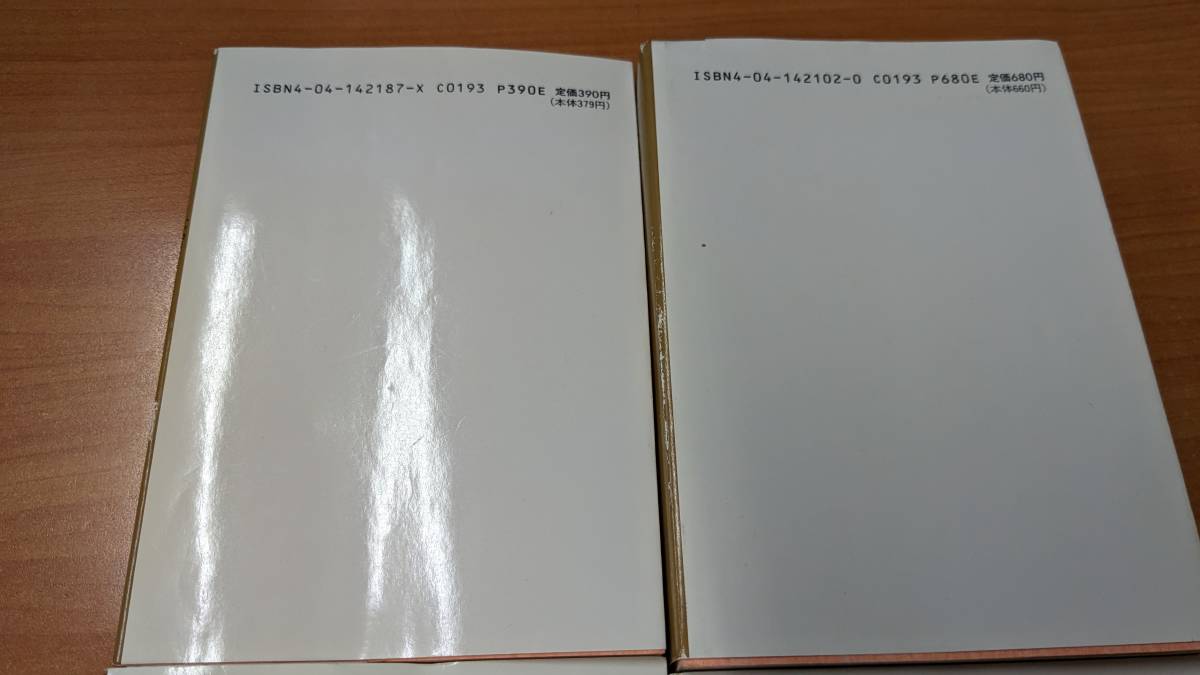 ISBN4-04-142187-X C0193 P390E 定価390円
(本体379円)
ISBN4-04-142102-0 C0193 P680E 定価680円
(本体660円)